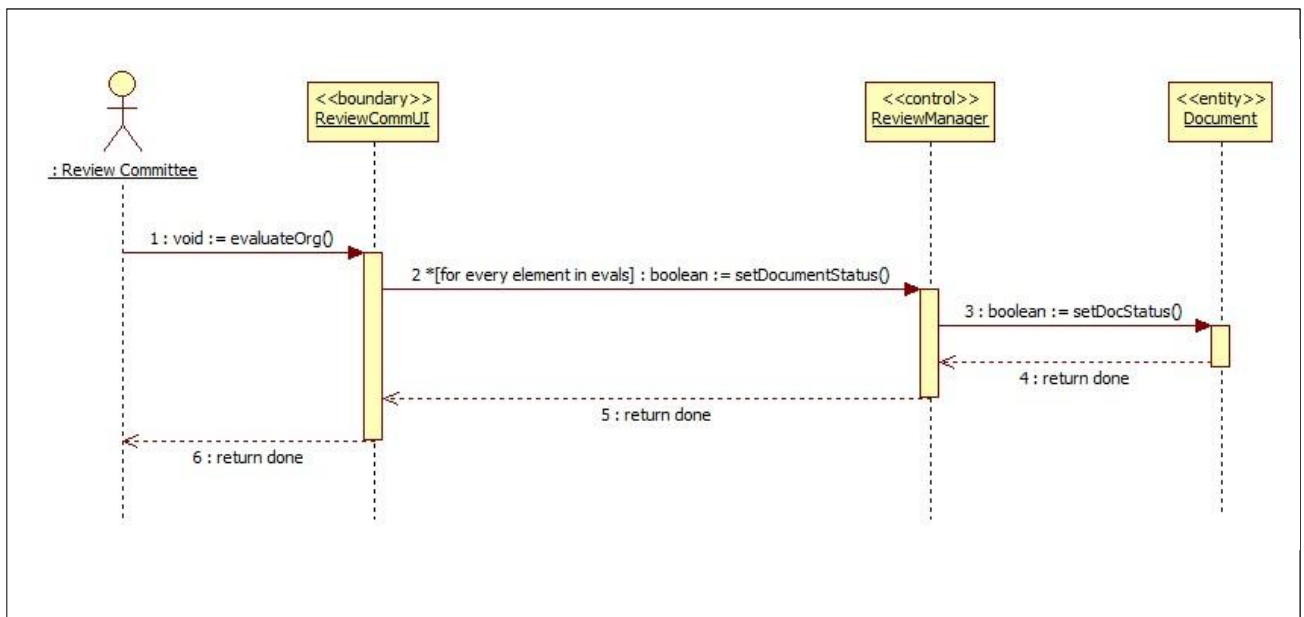 <<boundary>>
ReviewCommUI
<<control>>
ReviewManager
<<entity>>
Document
: Review Committee
1 : void := evaluateOrg()
2 *[for every element in evals] : boolean := setDocumentStatus()
3 : boolean := setDocStatus()
4 : return done
5 : return done
6 : return done